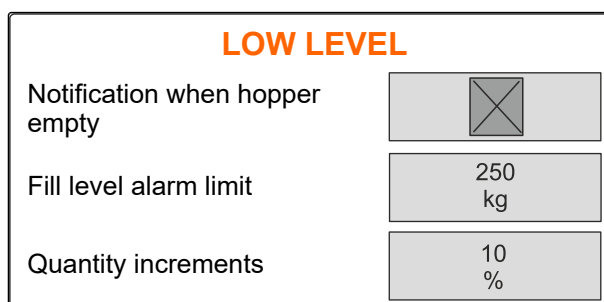 LOW LEVEL
Notification when hopper
empty
Fill level alarm limit
250
kg
Quantity increments
10
%